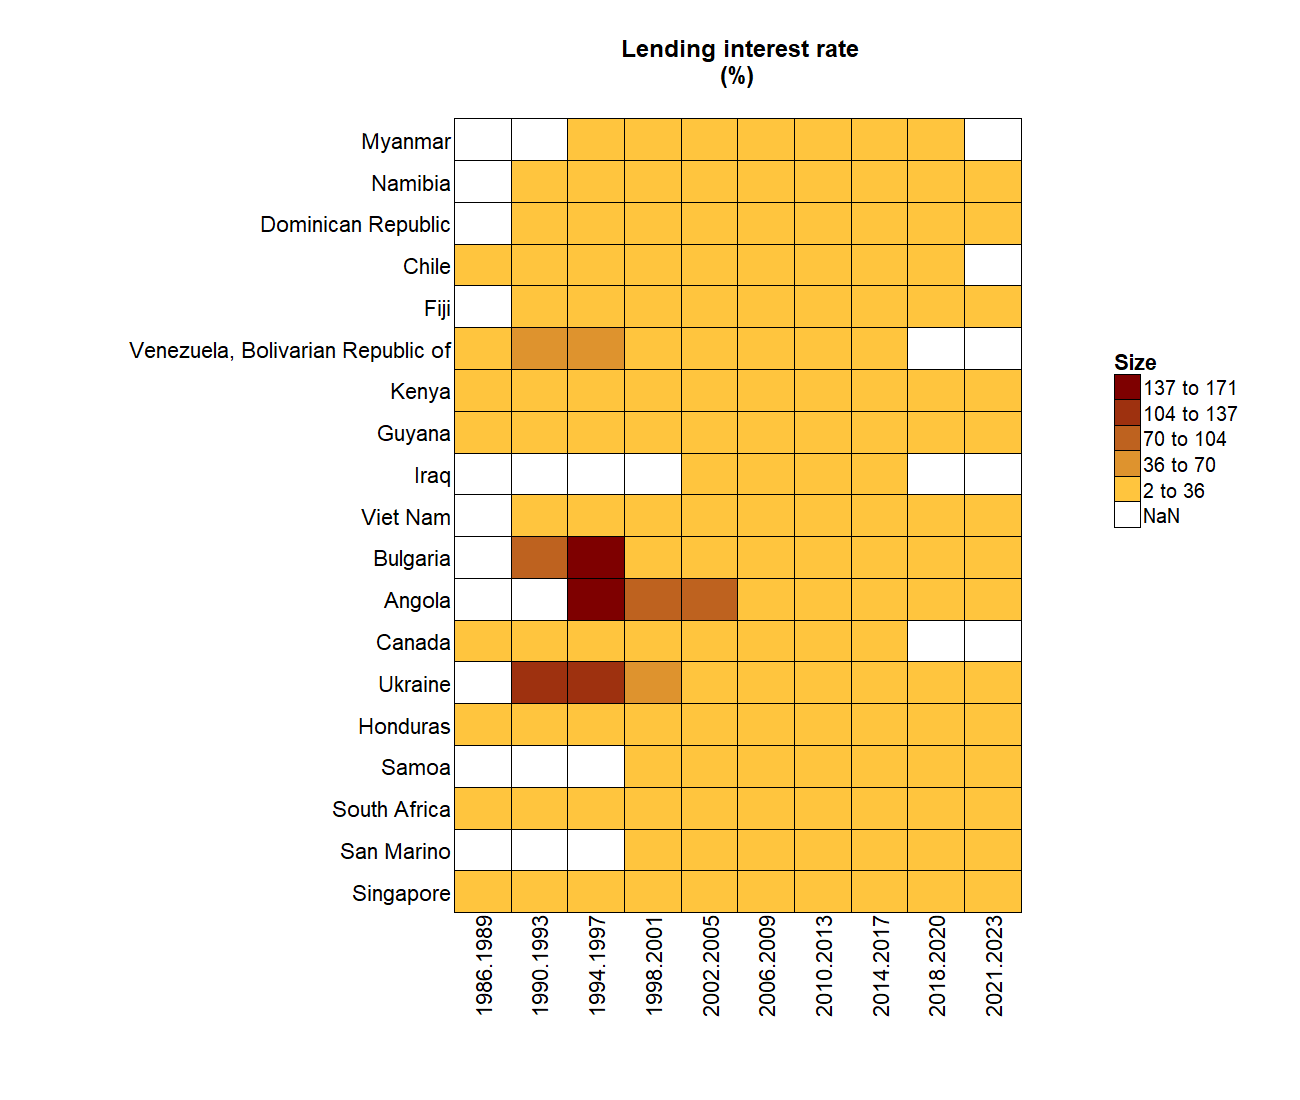 Lending interest rate
(%)
Myanmar
Namibia
Dominican Republic
Chile
Fiji
Venezuela, Bolivarian Republic of
Kenya
Guyana
Iraq
Viet Nam
Bulgaria
Angola
Canada
Ukraine
Honduras
Samoa
South Africa
San Marino
Singapore
1986.1989
1990.1993
1994.1997
1998.2001
2002.2005
2006.2009
2010.2013
2014.2017
2018.2020
2021.2023
Size
137 to 171
104 to 137
70 to 104
36 to 70
2 to 36
NaN